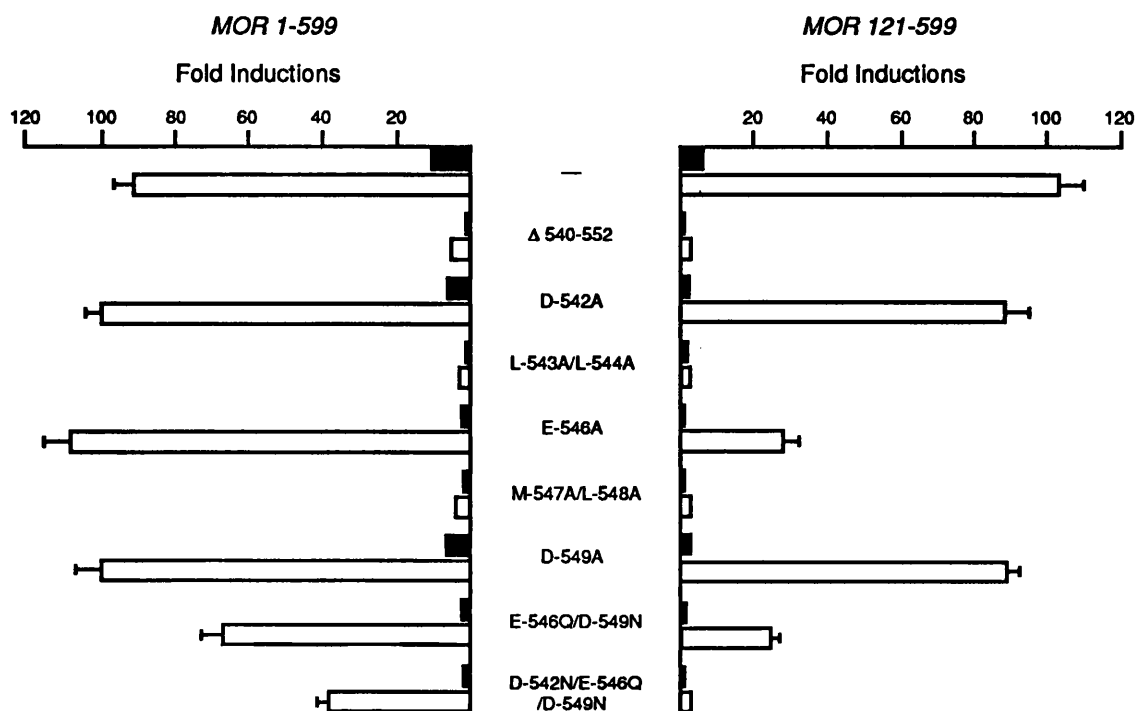 MOR 1-599 MOR 121-599
Fold Inductions Fold Inductions
120 100 80 60 40 20 20 40 60 80 100 120
—
Δ 540-552
D-542A
L-543A/L-544A
E-546A
M-547A/L-548A
D-549A
E-546Q/D-549N
D-542N/E-546Q
/D-549N